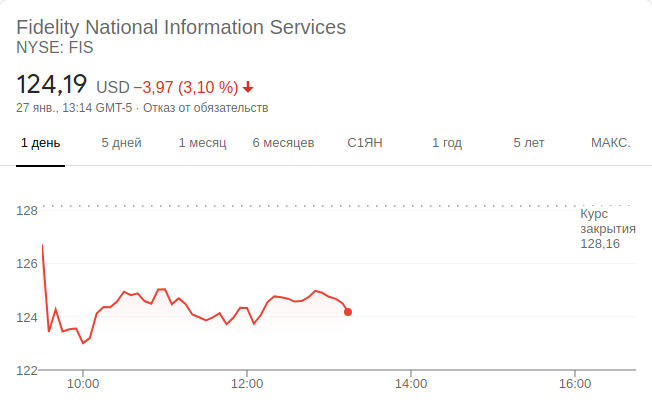 Fidelity National Information Services
NYSE: FIS
124,19 USD −3,97 (3,10 %)
27 янв., 13:14 GMT-5 · Отказ от обязательств
1 день 5 дней 1 месяц 6 месяцев С1ЯН 1 год 5 лет МАКС.
128
Курс
закрытия
128,16
126
124
122
10:00 12:00 14:00 16:00